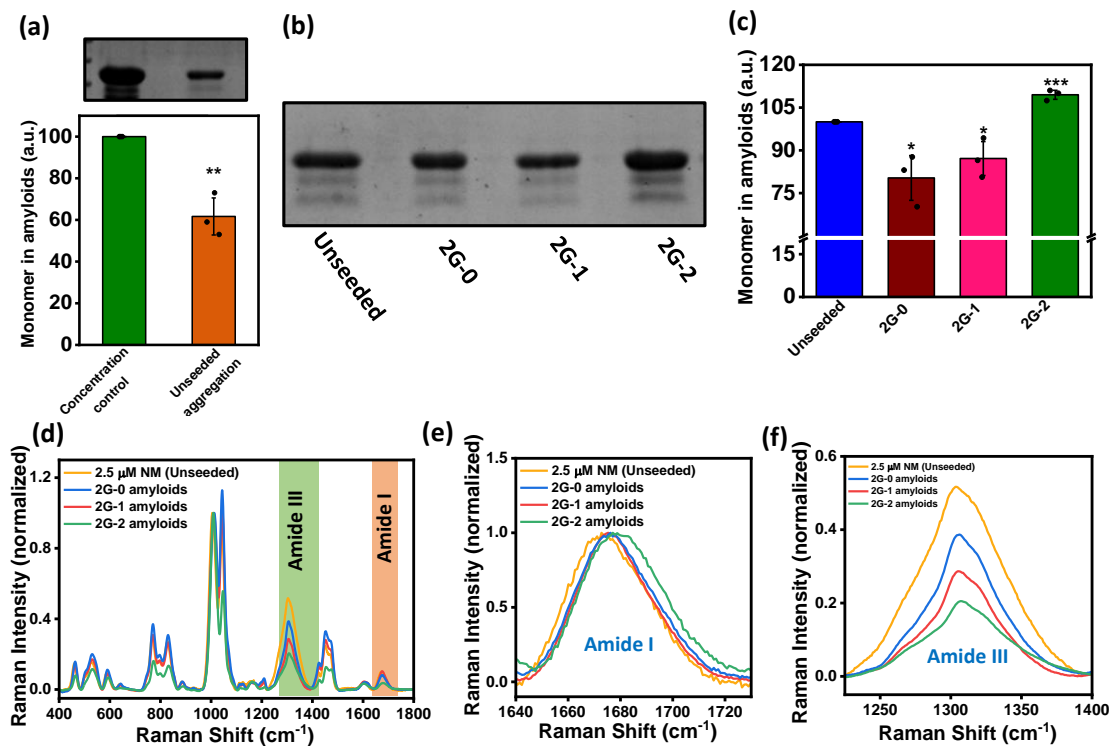 (a)
(b)
(c)
Monomer in amyloids (a.u.)
100
80
60
40
20
0
**
Concentration
control
Unseeded
aggregation
Unseeded
2G-0
2G-1
2G-2
Monomer in amyloids (a.u.)
120
105
90
75
15
0
*
*
***
Unseeded
2G-0
2G-1
2G-2
(d)
Raman Intensity (normalized)
1.2
0.9
0.6
0.3
0.0
2.5 μM NM (Unseeded)
2G-0 amyloids
2G-1 amyloids
2G-2 amyloids
Amide III
Amide I
400 600 800 1000 1200 1400 1600 1800
Raman Shift (cm-1)
(e)
Raman Intensity (normalized)
1.5
1.0
0.5
0.0
2.5 μM NM (Unseeded)
2G-0 amyloids
2G-1 amyloids
2G-2 amyloids
Amide I
1640 1660 1680 1700 1720
Raman Shift (cm-1)
(f)
Raman Intensity (normalized)
0.6
0.4
0.2
0.0
2.5 μM NM (Unseeded)
2G-0 amyloids
2G-1 amyloids
2G-2 amyloids
Amide III
1250 1300 1350 1400
Raman Shift (cm-1)